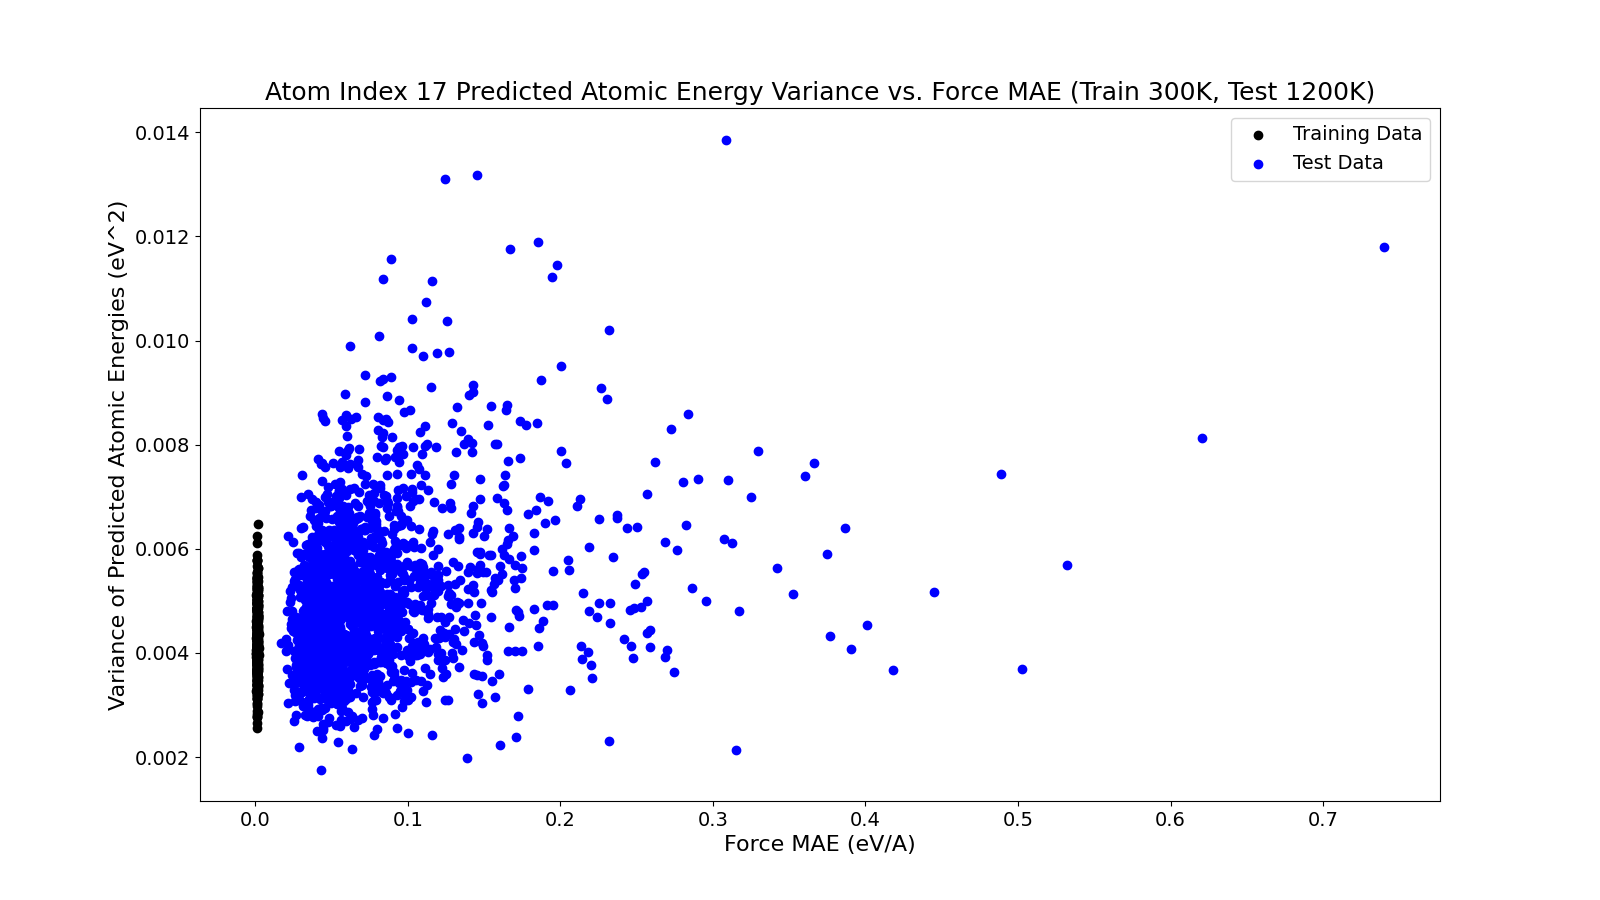 Atom Index 17 Predicted Atomic Energy Variance vs. Force MAE (Train 300K, Test 1200K)
Training Data
Test Data
Variance of Predicted Atomic Energies (eV^2)
0.014
0.012
0.010
0.008
0.006
0.004
0.002
0.0 0.1 0.2 0.3 0.4 0.5 0.6 0.7
Force MAE (eV/A)